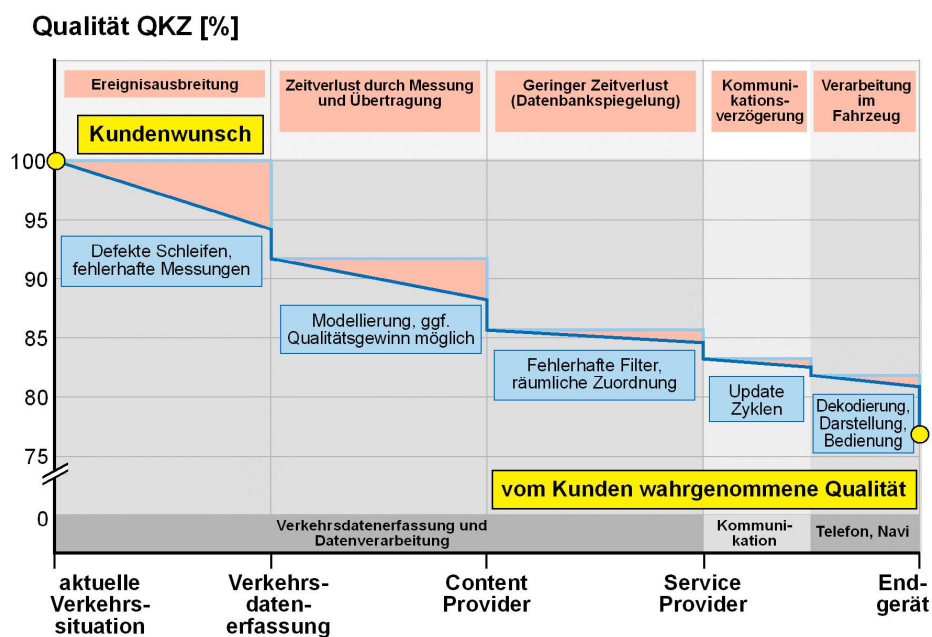 Qualität QKZ [%]
Ereignisausbreitung
Zeitverlust durch Messung
und Übertragung
Geringer Zeitverlust
(Datenbankspiegelung)
Kommuni-
kations-
verzögerung
Verarbeitung
im
Fahrzeug
Kundenwunsch
100
95
90
85
80
75
0
Defekte Schleifen,
fehlerhafte Messungen
Modellierung, ggf.
Qualitätsgewinn möglich
Fehlerhafte Filter,
räumliche Zuordnung
Update
Zyklen
Dekodierung,
Darstellung,
Bedienung
vom Kunden wahrgenommene Qualität
Verkehrsdatenerfassung und
Datenverarbeitung
Kommuni-
kation
Telefon, Navi
aktuelle
Verkehrs-
situation
Verkehrs-
daten-
erfassung
Content
Provider
Service
Provider
End-
gerät